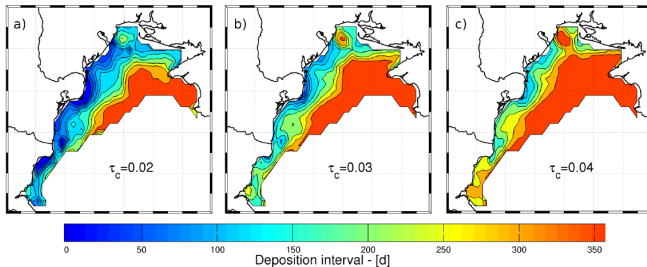 a) b) c)
τc=0.02 τc=0.03 τc=0.04
0 50 100 150 200 250 300 350
Deposition interval - [d]